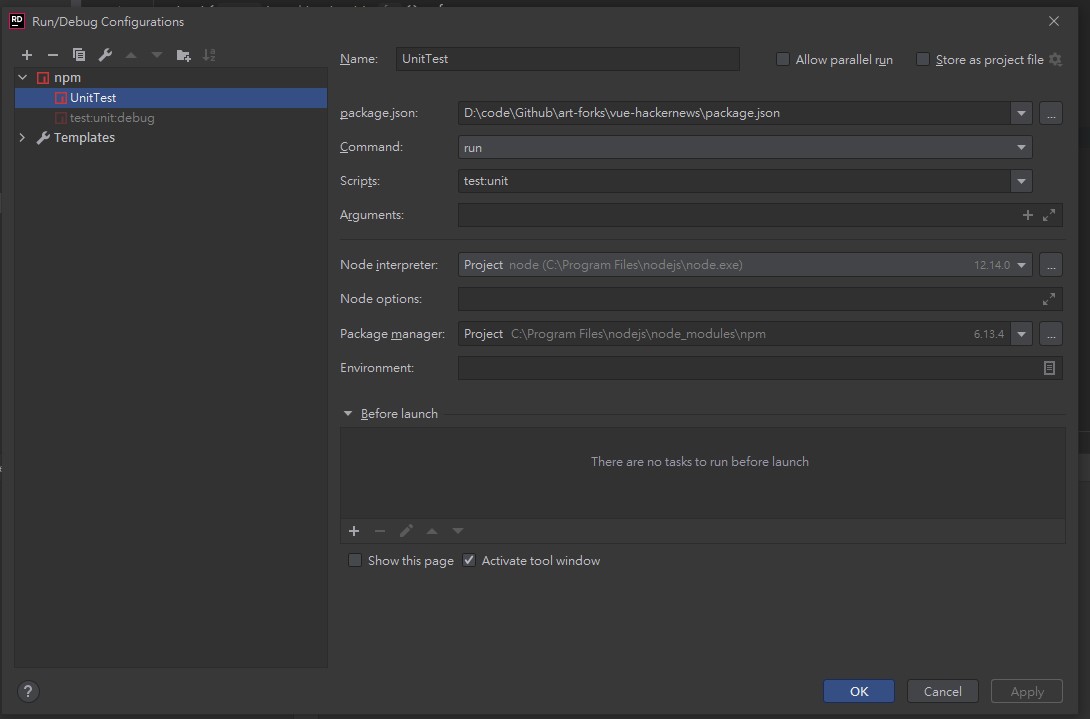 RD Run/Debug Configurations
npm
UnitTest
test:unit:debug
Templates
Name: UnitTest Allow parallel run Store as project file
package.json: D:\code\Github\art-forks\vue-hackernews\package.json ...
Command: run
Scripts: test:unit
Arguments:
Node interpreter: Project node (C:\Program Files\nodejs\node.exe) 12.14.0 ...
Node options:
Package manager: Project C:\Program Files\nodejs\node_modules\npm 6.13.4 ...
Environment:
Before launch
There are no tasks to run before launch
Show this page Activate tool window
? OK Cancel Apply